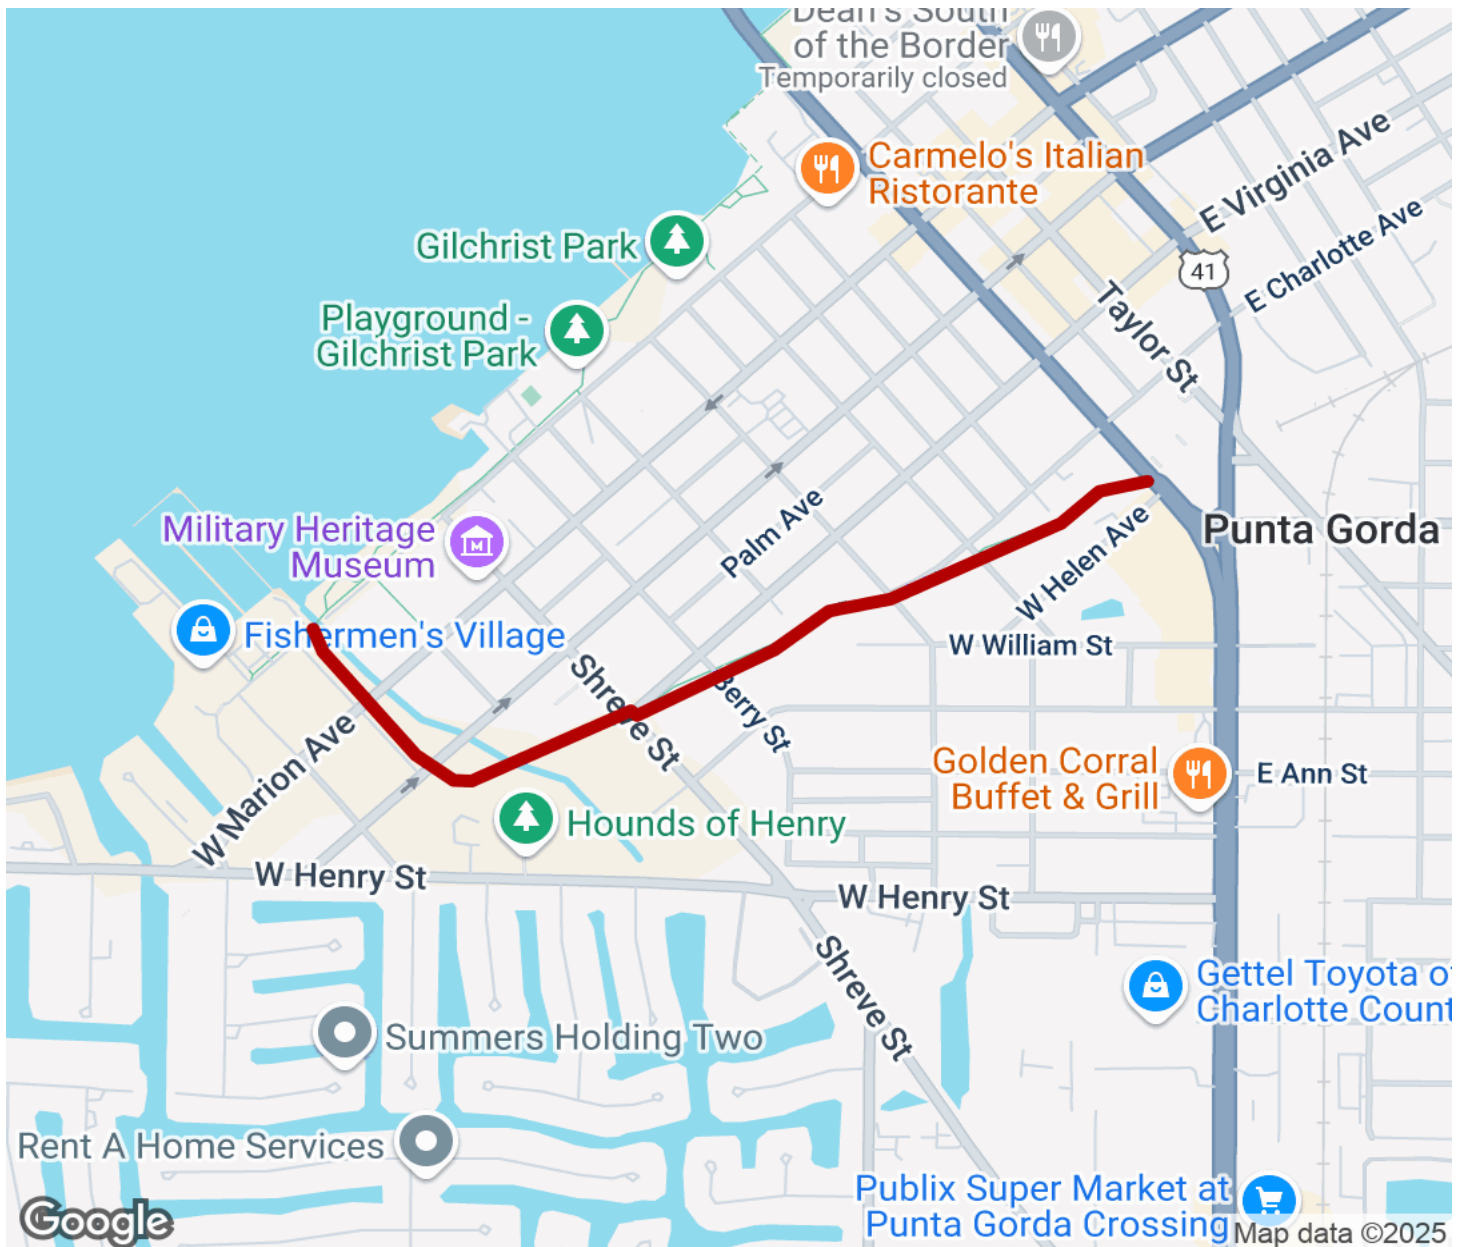 Dean's South
of the Border
Temporarily closed
Carmelo's Italian
Ristorante
E Virginia Ave
E Charlotte Ave
41
Gilchrist Park
Playground -
Gilchrist Park
Taylor St
Military Heritage
Museum
M
Palm Ave
W Helen Ave
Punta Gorda
Fishermen's Village
W William St
Shreve St
Berry St
W Marion Ave
Golden Corral
Buffet & Grill
E Ann St
Hounds of Henry
W Henry St
W Henry St
Shreve St
Gettel Toyota of
Charlotte Count
Summers Holding Two
Rent A Home Services
Publix Super Market at
Punta Gorda Crossing
Google
Map data ©2025